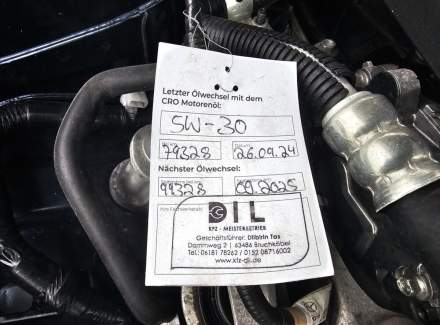 Letzter Ölwechsel mit dem
CRO Motorenöl:
5W-30
79328 26.09.24
Nächster Ölwechsel:
99328 09.2025
OIL
KFZ - MEISTERBETRIEB
Geschäftsführer: Dibirin Tas
Dammweg 2 | 63486 Bruchköbel
Tel.: 06181 78262 / 0152 08716002
www.kfz-oil.de